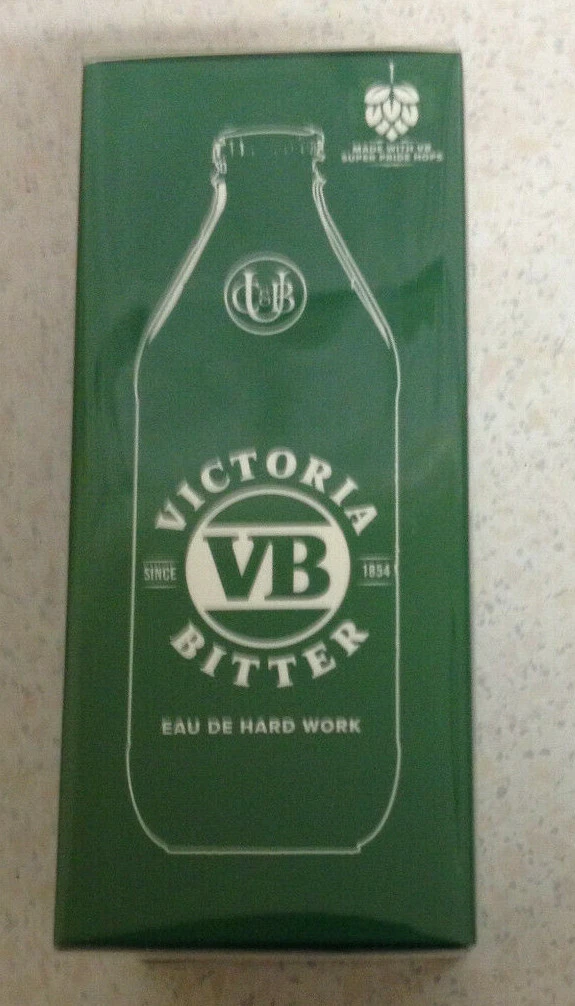 MADE WITH VB
SUPER PRIDE HOPS
CUB
VICTORIA
SINCE
VB
1854
BITTER
EAU DE HARD WORK